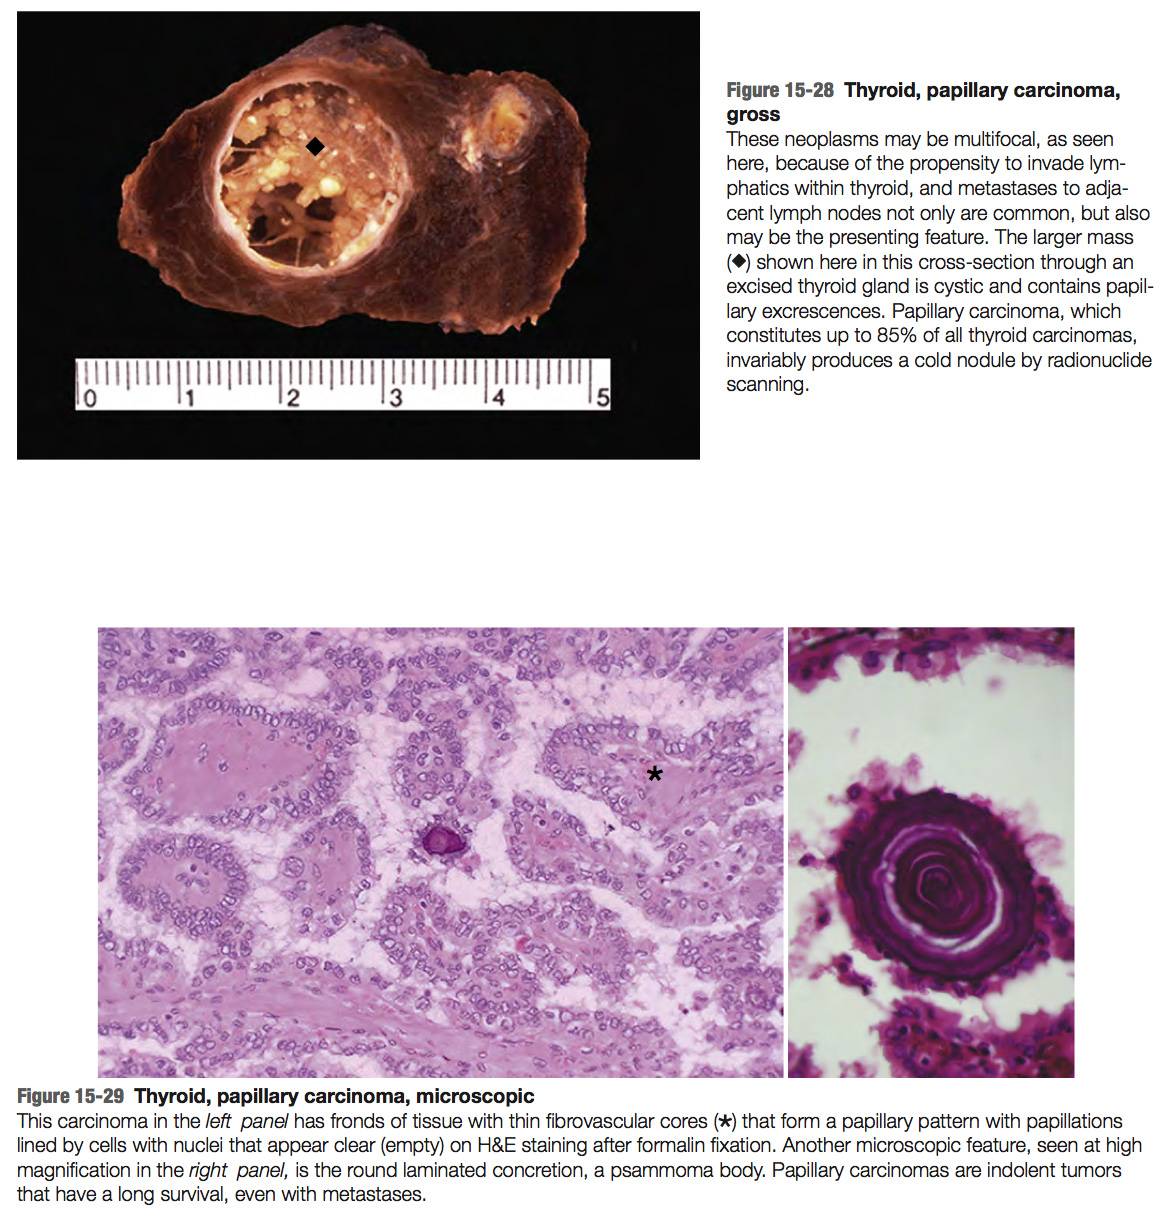 Figure 15-28 Thyroid, papillary carcinoma,
gross
These neoplasms may be multifocal, as seen
here, because of the propensity to invade lym-
phatics within thyroid, and metastases to adja-
cent lymph nodes not only are common, but also
may be the presenting feature. The larger mass
(◆) shown here in this cross-section through an
excised thyroid gland is cystic and contains papil-
lary excrescences. Papillary carcinoma, which
constitutes up to 85% of all thyroid carcinomas,
invariably produces a cold nodule by radionuclide
scanning.
0 1 2 3 4 5
*
Figure 15-29 Thyroid, papillary carcinoma, microscopic
This carcinoma in the left panel has fronds of tissue with thin fibrovascular cores (*) that form a papillary pattern with papillations
lined by cells with nuclei that appear clear (empty) on H&E staining after formalin fixation. Another microscopic feature, seen at high
magnification in the right panel, is the round laminated concretion, a psammoma body. Papillary carcinomas are indolent tumors
that have a long survival, even with metastases.